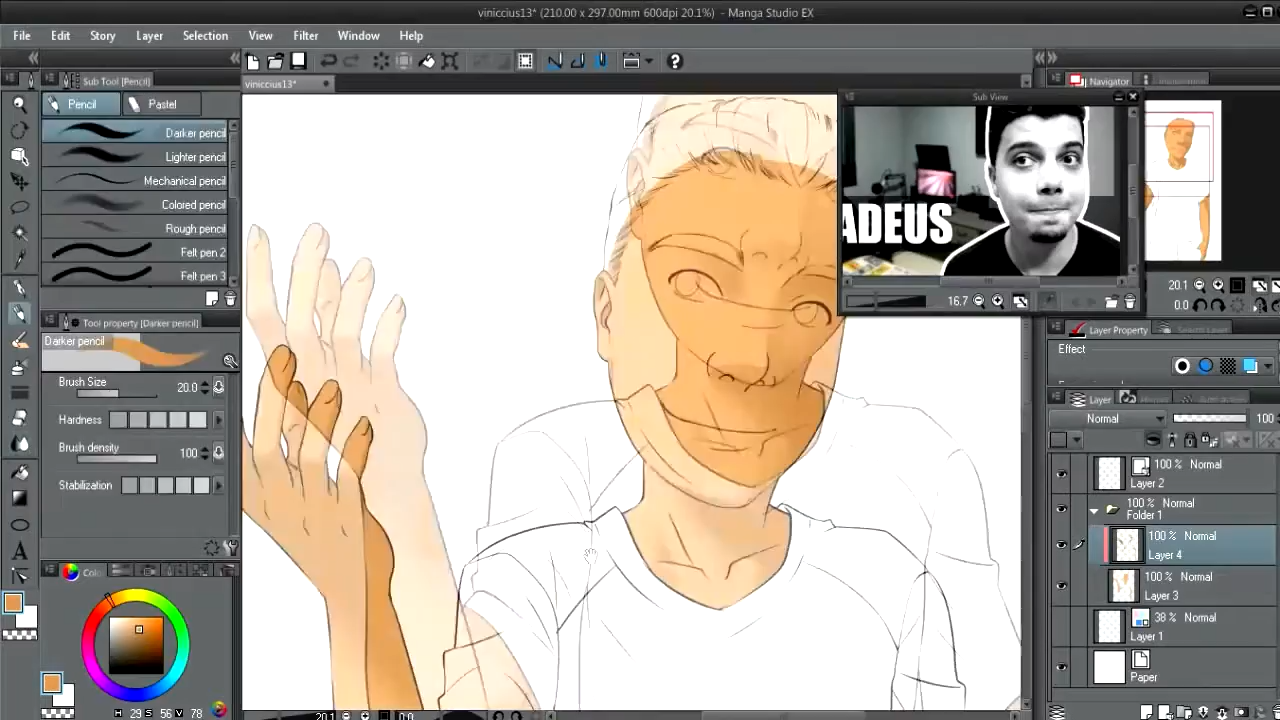 viniccius13* (210.00 x 297.00mm 600dpi 20.1%) - Manga Studio EX
File Edit Story Layer Selection View Filter Window Help
Sub Tool [Pencil]
viniccius13*
Navigator
Sub View
Pencil Pastel
Darker pencil
Lighter pencil
Mechanical pencil
Colored pencil
Rough pencil
Felt pen 2
Felt pen 3
ADEUS
16.7
20.1
0.0
Tool property [Darker pencil]
Darker pencil
Brush Size 20.0
Hardness
Brush density 100
Stabilization
Layer Property
Effect
Layer
Normal 100
100 % Normal
Layer 2
100 % Normal
Folder 1
100 % Normal
Layer 4
100 % Normal
Layer 3
38 % Normal
Layer 1
Paper
A
H 29 S 56 V 78
20.1 0.0